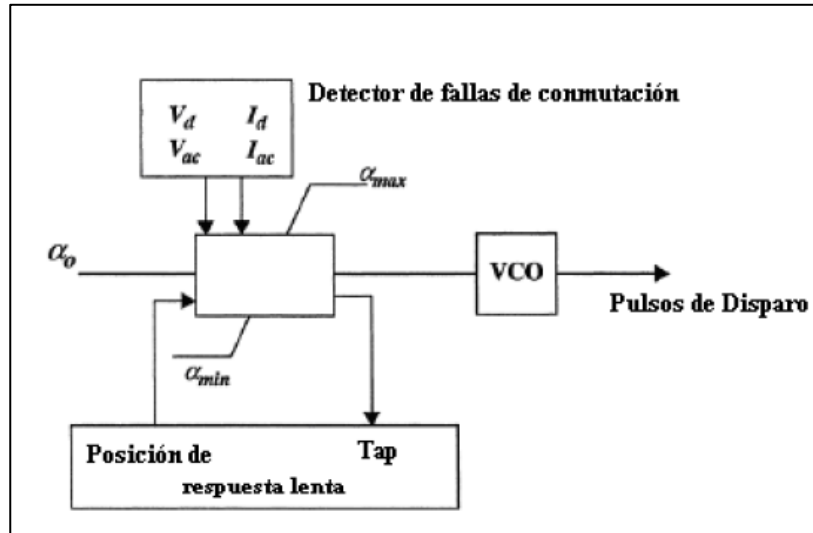 Detector de fallas de conmutación
V_d I_d
V_ac I_ac
α_max
α_o
VCO
Pulsos de Disparo
α_min
Posición de Tap
respuesta lenta